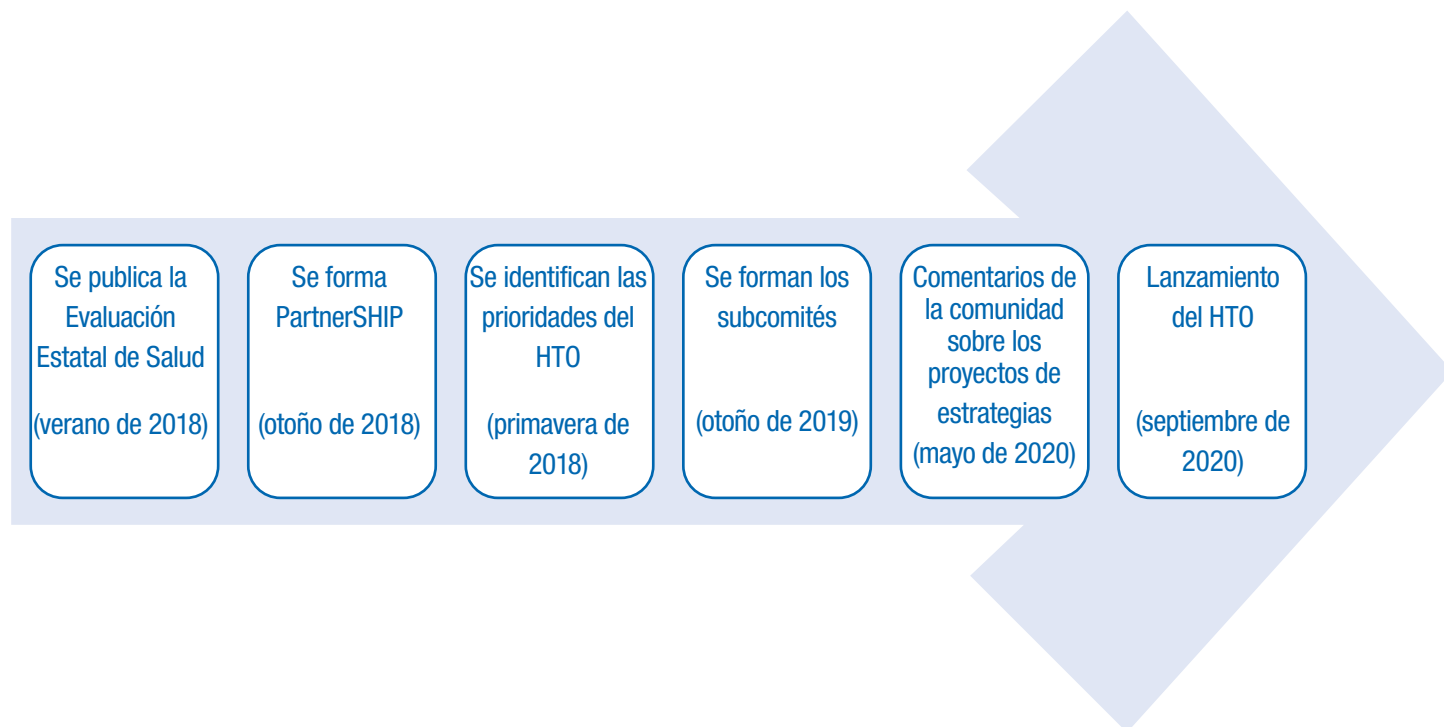 Se publica la
Evaluación
Estatal de Salud
(verano de 2018)
Se forma
PartnerSHIP
(otoño de 2018)
Se identifican las
prioridades del
HTO
(primavera de
2018)
Se forman los
subcomités
(otoño de 2019)
Comentarios de
la comunidad
sobre los
proyectos de
estrategias
(mayo de 2020)
Lanzamiento
del HTO
(septiembre de
2020)